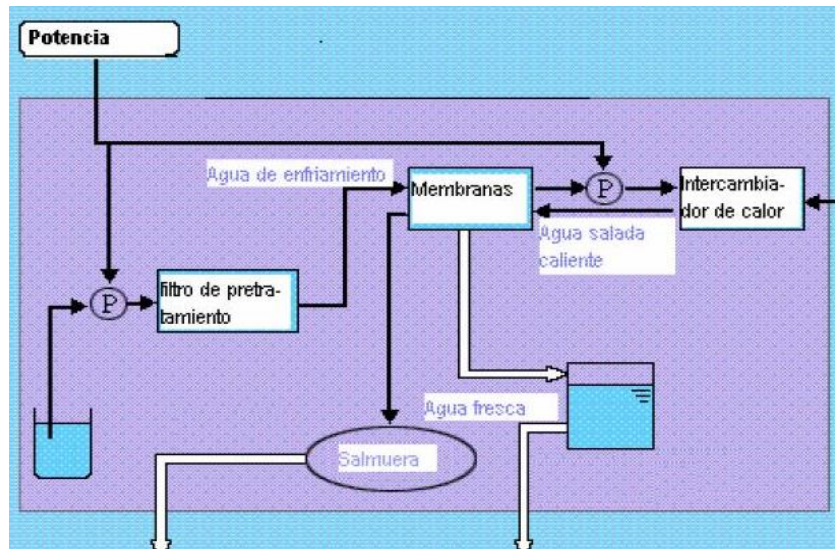 Potencia
Agua de enfriamiento
Membranas
P
Intercambia-
dor de calor
Agua salada
caliente
P
filtro de pretra-
tamiento
Agua fresca
Salmuera